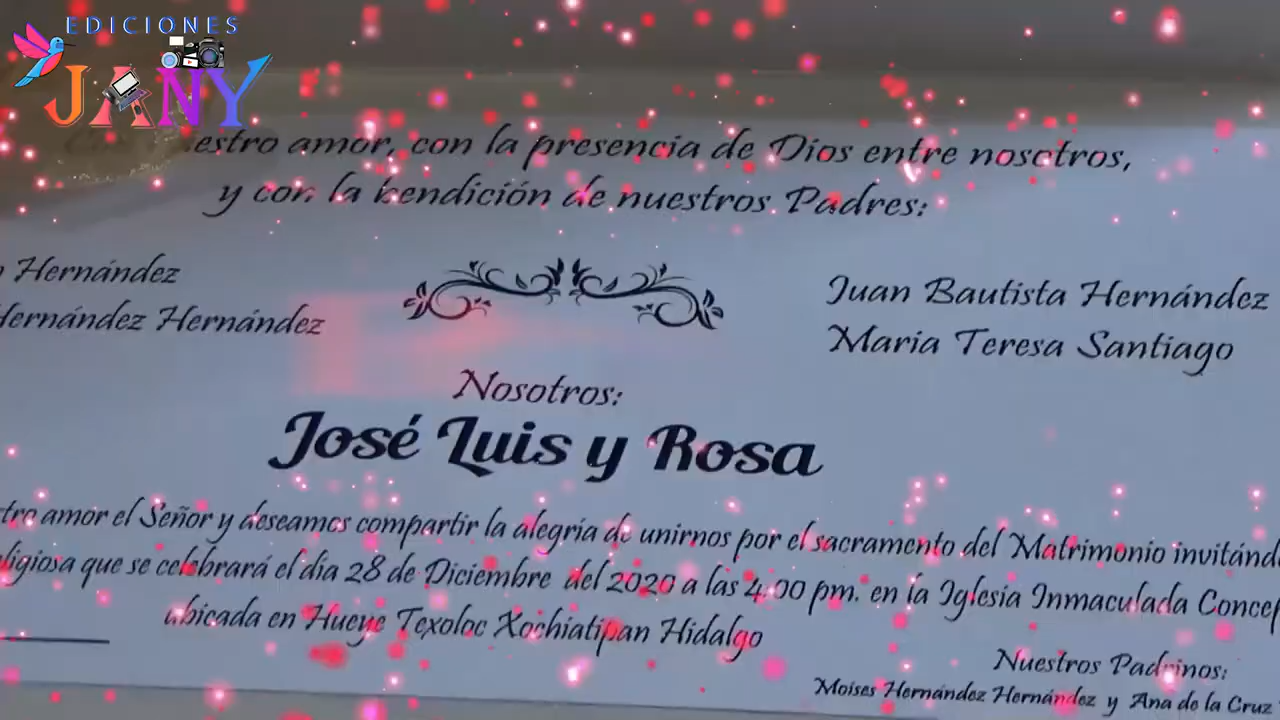 EDICIONES
JANY
estro amor, con la presencia de Dios entre nosotros,
y con la bendición de nuestros Padres:
Hernández
Hernández Hernández
Juan Bautista Hernández
Maria Teresa Santiago
Nosotros:
José Luis y Rosa
tro amor el Señor y deseamos compartir la alegria de unirnos por el sacramento del Matrimonio invitánd
ligiosa que se celebrará el dia 28 de Diciembre del 2020 a las 4:00 pm. en la Iglesia Inmaculada Concep
ubicada en Hueye Texoloc Xochiatipan Hidalgo
Nuestros Padrinos:
Moises Hernández Hernández y Ana de la Cruz